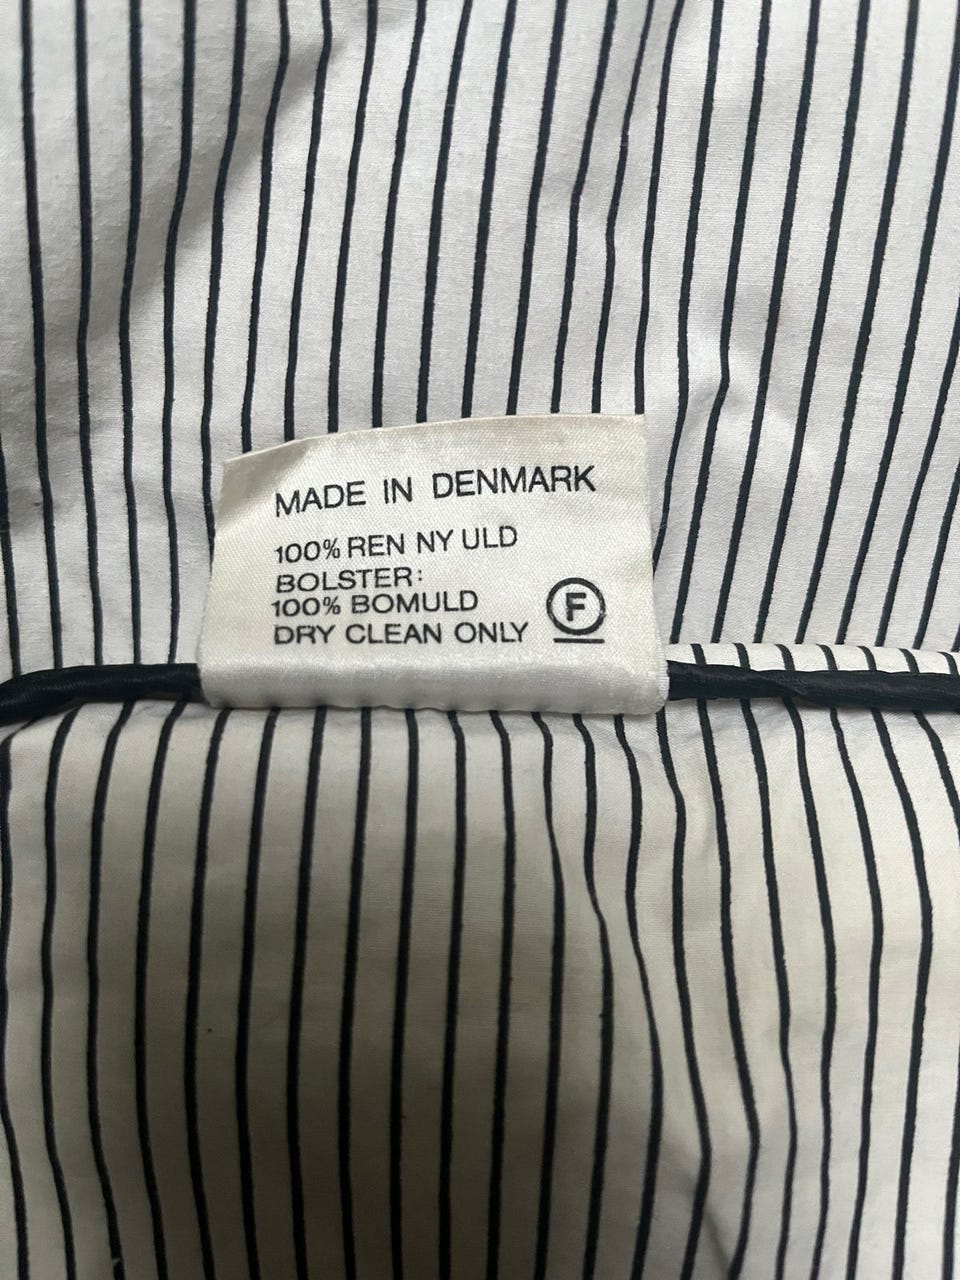 MADE IN DENMARK
100% REN NY ULD
BOLSTER:
100% BOMULD
DRY CLEAN ONLY
F